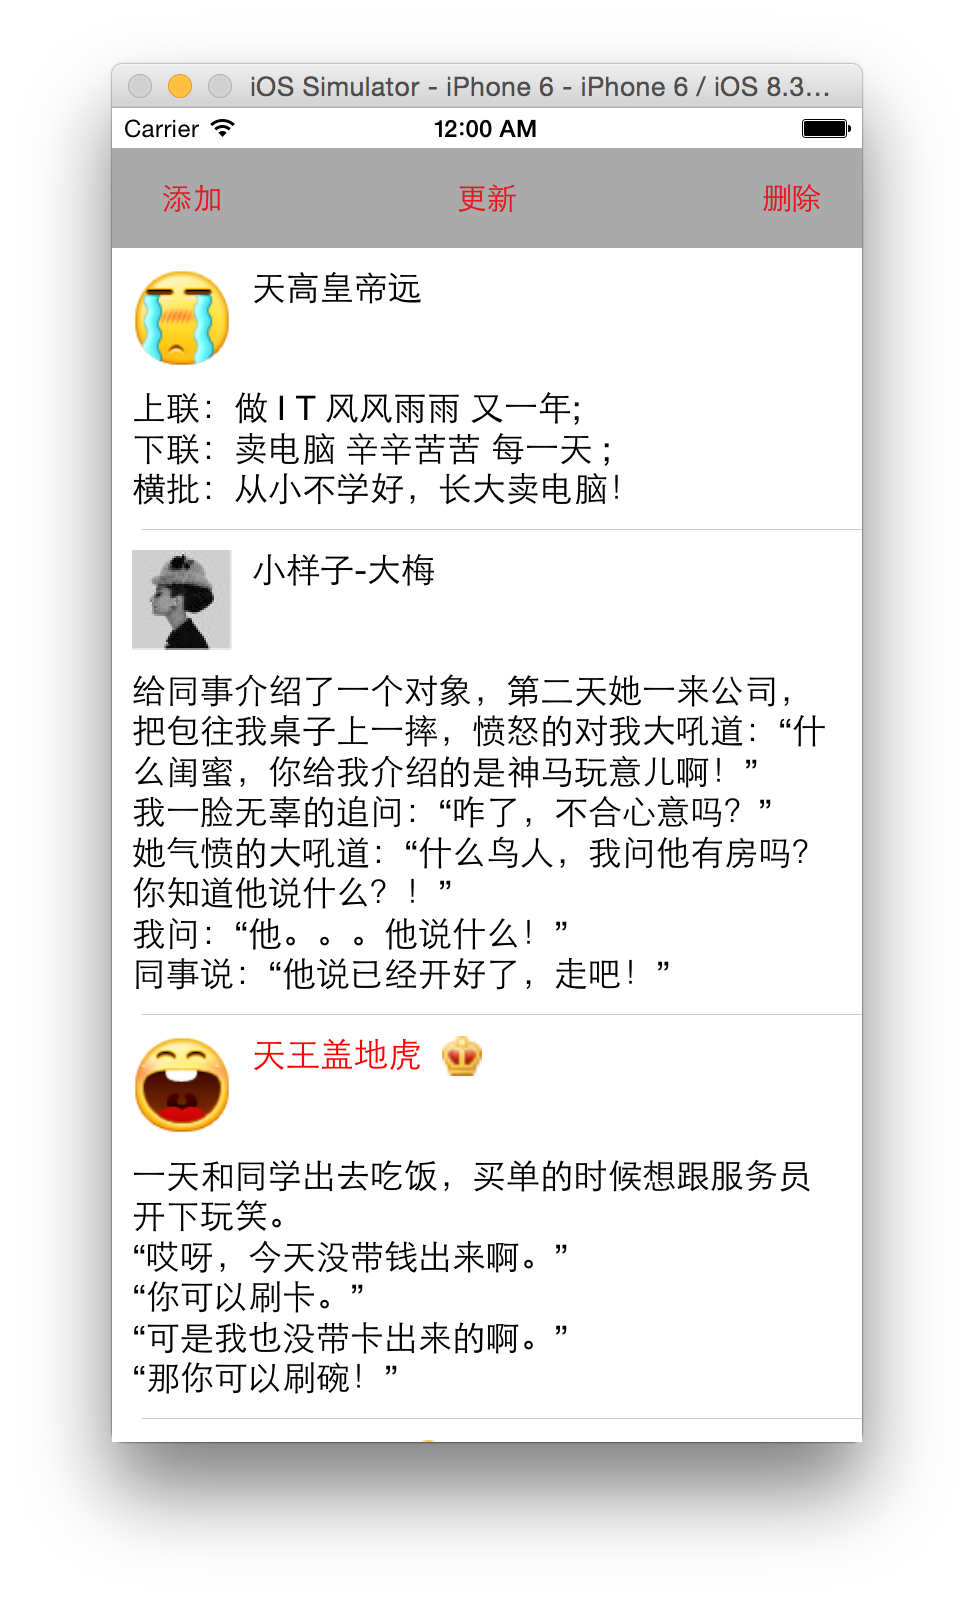 iOS Simulator - iPhone 6 - iPhone 6 / iOS 8.3...
Carrier 12:00 AM
添加 更新 删除
天高皇帝远
上联：做 I T 风风雨雨 又一年;
下联：卖电脑 辛辛苦苦 每一天 ;
横批：从小不学好，长大卖电脑！
小样子-大梅
给同事介绍了一个对象，第二天她一来公司，
把包往我桌子上一摔，愤怒的对我大吼道：“什
么闺蜜，你给我介绍的是神马玩意儿啊！”
我一脸无辜的追问：“咋了，不合心意吗？”
她气愤的大吼道：“什么鸟人，我问他有房吗？
你知道他说什么？！”
我问：“他。。。他说什么！”
同事说：“他说已经开好了，走吧！”
天王盖地虎
一天和同学出去吃饭，买单的时候想跟服务员
开下玩笑。
“哎呀，今天没带钱出来啊。”
“你可以刷卡。”
“可是我也没带卡出来的啊。”
“那你可以刷碗！”